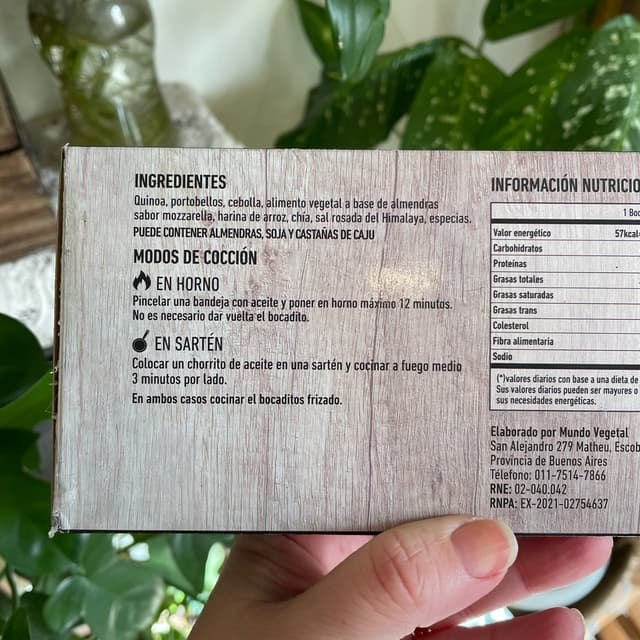 INGREDIENTES
Quinoa, portobellos, cebolla, alimento vegetal a base de almendras
sabor mozzarella, harina de arroz, chía, sal rosada del Himalaya, especias.
PUEDE CONTENER ALMENDRAS, SOJA Y CASTAÑAS DE CAJU
MODOS DE COCCIÓN
EN HORNO
Pincelar una bandeja con aceite y poner en horno máximo 12 minutos.
No es necesario dar vuelta el bocadito.
EN SARTÉN
Colocar un chorrito de aceite en una sartén y cocinar a fuego medio
3 minutos por lado.
En ambos casos cocinar el bocaditos frizado.
INFORMACIÓN NUTRICIO
1 Boc
Valor energético 57kcal
Carbohidratos
Proteínas
Grasas totales
Grasas saturadas
Grasas trans
Colesterol
Fibra alimentaria
Sodio
(*)valores diarios con base a una dieta de
Sus valores diarios pueden ser mayores o
sus necesidades energéticas.
Elaborado por Mundo Vegetal
San Alejandro 279 Matheu, Escob
Provincia de Buenos Aires
Télefono: 011-7514-7866
RNE: 02-040.042
RNPA: EX-2021-02754637